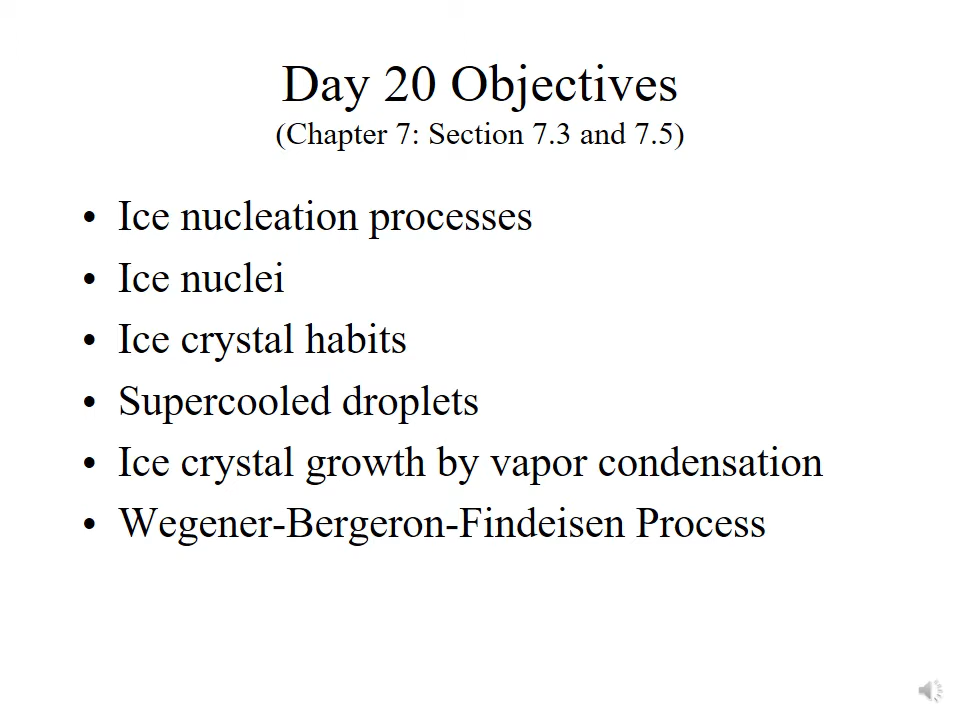 Day 20 Objectives
(Chapter 7: Section 7.3 and 7.5)
• Ice nucleation processes
• Ice nuclei
• Ice crystal habits
• Supercooled droplets
• Ice crystal growth by vapor condensation
• Wegener-Bergeron-Findeisen Process